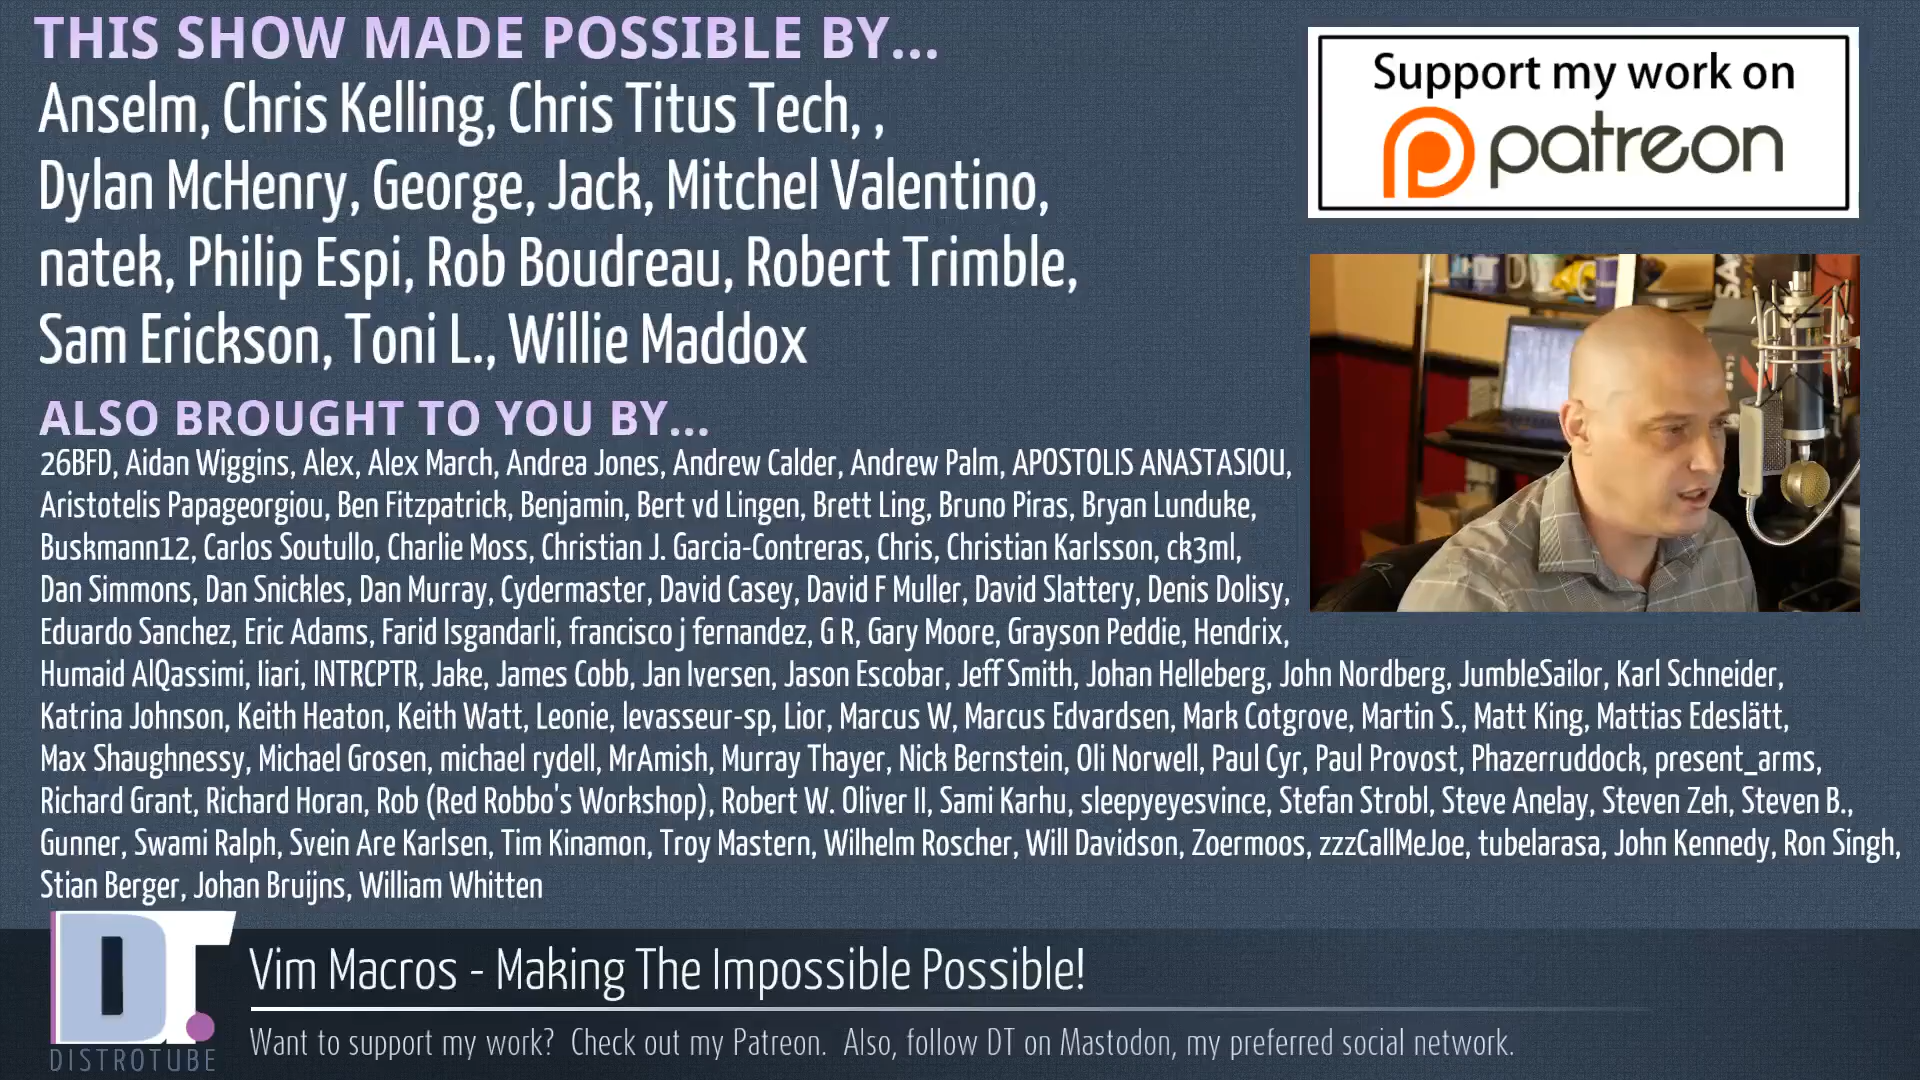 THIS SHOW MADE POSSIBLE BY...
Anselm, Chris Kelling, Chris Titus Tech, ,
Dylan McHenry, George, Jack, Mitchel Valentino,
natek, Philip Espi, Rob Boudreau, Robert Trimble,
Sam Erickson, Toni L., Willie Maddox
Support my work on
patreon
ALSO BROUGHT TO YOU BY...
26BFD, Aidan Wiggins, Alex, Alex March, Andrea Jones, Andrew Calder, Andrew Palm, APOSTOLIS ANASTASIOU,
Aristotelis Papageorgiou, Ben Fitzpatrick, Benjamin, Bert vd Lingen, Brett Ling, Bruno Piras, Bryan Lunduke,
Buskmann12, Carlos Soutullo, Charlie Moss, Christian J. Garcia-Contreras, Chris, Christian Karlsson, ck3ml,
Dan Simmons, Dan Snickles, Dan Murray, Cydermaster, David Casey, David F Muller, David Slattery, Denis Dolisy,
Eduardo Sanchez, Eric Adams, Farid Isgandarli, francisco j fernandez, G R, Gary Moore, Grayson Peddie, Hendrix,
Humaid AlQassimi, Iiari, INTRCPTR, Jake, James Cobb, Jan Iversen, Jason Escobar, Jeff Smith, Johan Helleberg, John Nordberg, JumbleSailor, Karl Schneider,
Katrina Johnson, Keith Heaton, Keith Watt, Leonie, levasseur-sp, Lior, Marcus W, Marcus Edvardsen, Mark Cotgrove, Martin S., Matt King, Mattias Edeslätt,
Max Shaughnessy, Michael Grosen, michael rydell, MrAmish, Murray Thayer, Nick Bernstein, Oli Norwell, Paul Cyr, Paul Provost, Phazerruddock, present_arms,
Richard Grant, Richard Horan, Rob (Red Robbo's Workshop), Robert W. Oliver II, Sami Karhu, sleepyeyesvince, Stefan Strobl, Steve Anelay, Steven Zeh, Steven B.,
Gunner, Swami Ralph, Svein Are Karlsen, Tim Kinamon, Troy Mastern, Wilhelm Roscher, Will Davidson, Zoermoos, zzzCallMeJoe, tubelarasa, John Kennedy, Ron Singh,
Stian Berger, Johan Bruijns, William Whitten
DT
DISTROTUBE
Vim Macros - Making The Impossible Possible!
Want to support my work? Check out my Patreon. Also, follow DT on Mastodon, my preferred social network.